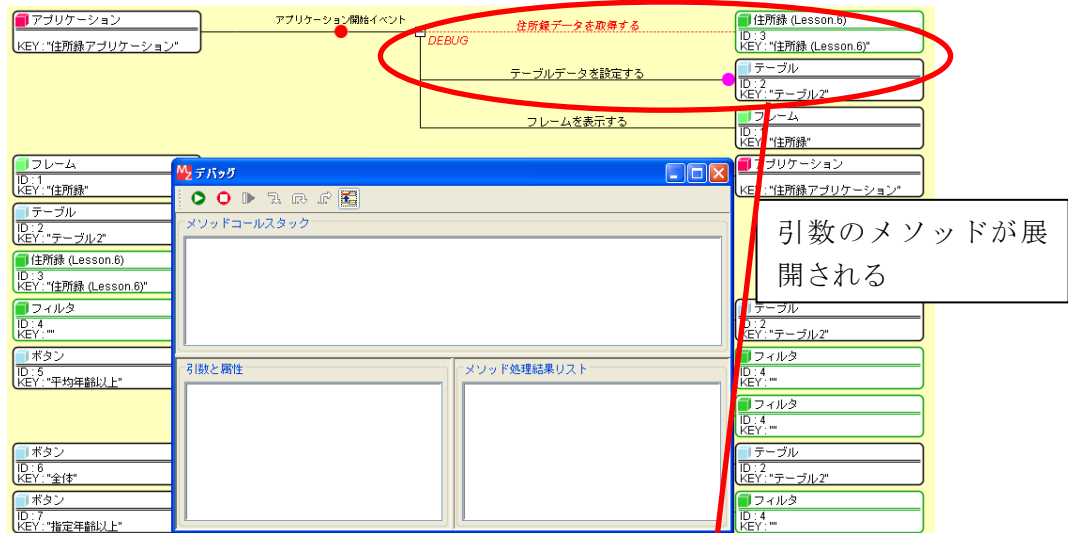 アプリケーション
KEY : "住所録アプリケーション"
アプリケーション開始イベント
住所録データを取得する
DEBUG
住所録 (Lesson.6)
ID : 3
KEY : "住所録 (Lesson.6)"
テーブルデータを設定する
テーブル
ID : 2
KEY : "テーブル2"
フレームを表示する
フレーム
KEY : "住所録"
フレーム
ID : 1
KEY : "住所録"
テーブル
ID : 2
KEY : "テーブル2"
住所録 (Lesson.6)
ID : 3
KEY : "住所録 (Lesson.6)"
フィルタ
ID : 4
KEY : ""
ボタン
ID : 5
KEY : "平均年齢以上"
ボタン
ID : 6
KEY : "全体"
ボタン
ID : 7
KEY : "指定年齢以上"
デバッグ
メソッドコールスタック
引数と属性
メソッド処理結果リスト
アプリケーション
KEY : "住所録アプリケーション"
引数のメソッドが展
開される
テーブル
ID : 2
KEY : "テーブル2"
フィルタ
ID : 4
KEY : ""
フィルタ
ID : 4
KEY : ""
テーブル
ID : 2
KEY : "テーブル2"
フィルタ
ID : 4
KEY : ""